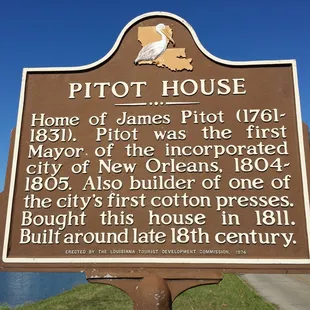 PITOT HOUSE
Home of James Pitot (1761-
1831). Pitot was the first
Mayor of the incorporated
city of New Orleans, 1804-
1805. Also builder of one of
the city's first cotton presses.
Bought this house in 1811.
Built around late 18th century.
ERECTED BY THE LOUISIANA TOURIST DEVELOPMENT COMMISSION, 1974